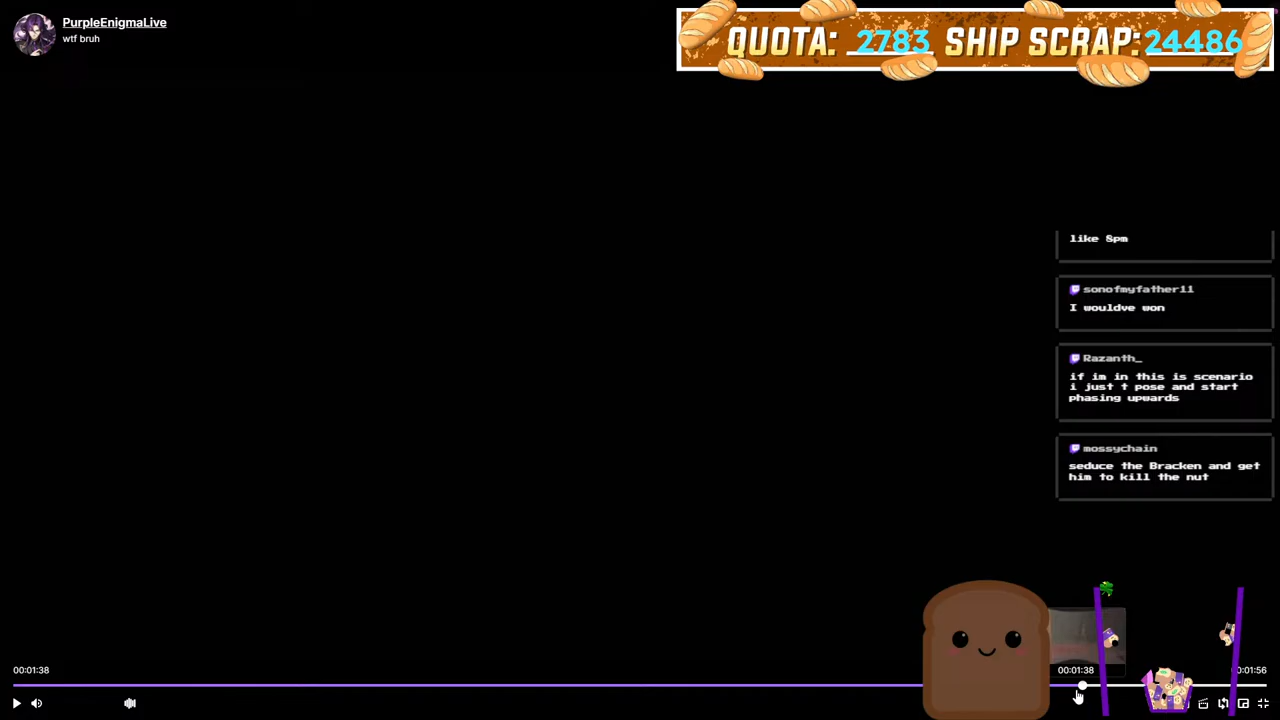 PurpleEnigmaLive
wtf bruh
QUOTA: 2783 SHIP SCRAP: 24486
like 8pm
sonofmyfather11
I wouldve won
Razanth_
if im in this is scenario
i just t pose and start
phasing upwards
mossychain
seduce the Bracken and get
him to kill the nut
00:01:38
00:01:38
00:01:56